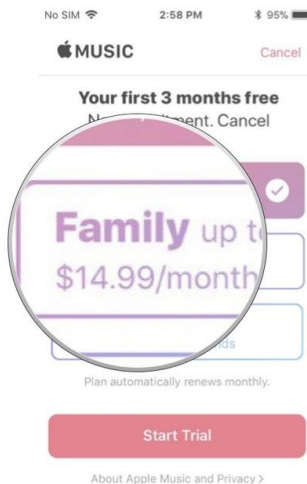 No SIM 2:58 PM 95%
MUSIC Cancel
Your first 3 months free
Cancel
Family up to
$14.99/month
Plan automatically renews monthly.
Start Trial
About Apple Music and Privacy >